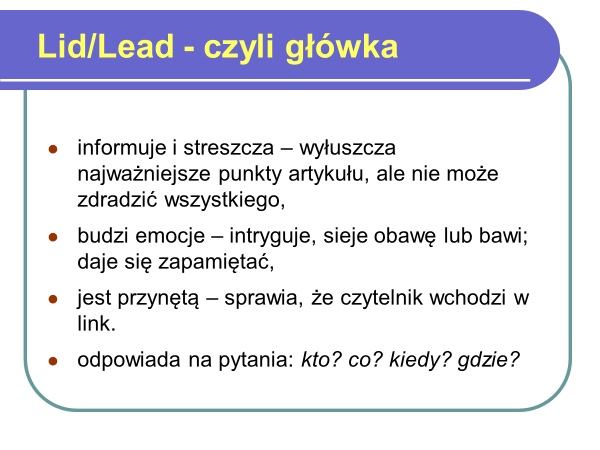 Lid/Lead - czyli główka
informuje i streszcza – wyłuszcza
najważniejsze punkty artykułu, ale nie może
zdradzić wszystkiego,
budzi emocje – intryguje, sieje obawę lub bawi;
daje się zapamiętać,
jest przynętą – sprawia, że czytelnik wchodzi w
link.
odpowiada na pytania: kto? co? kiedy? gdzie?